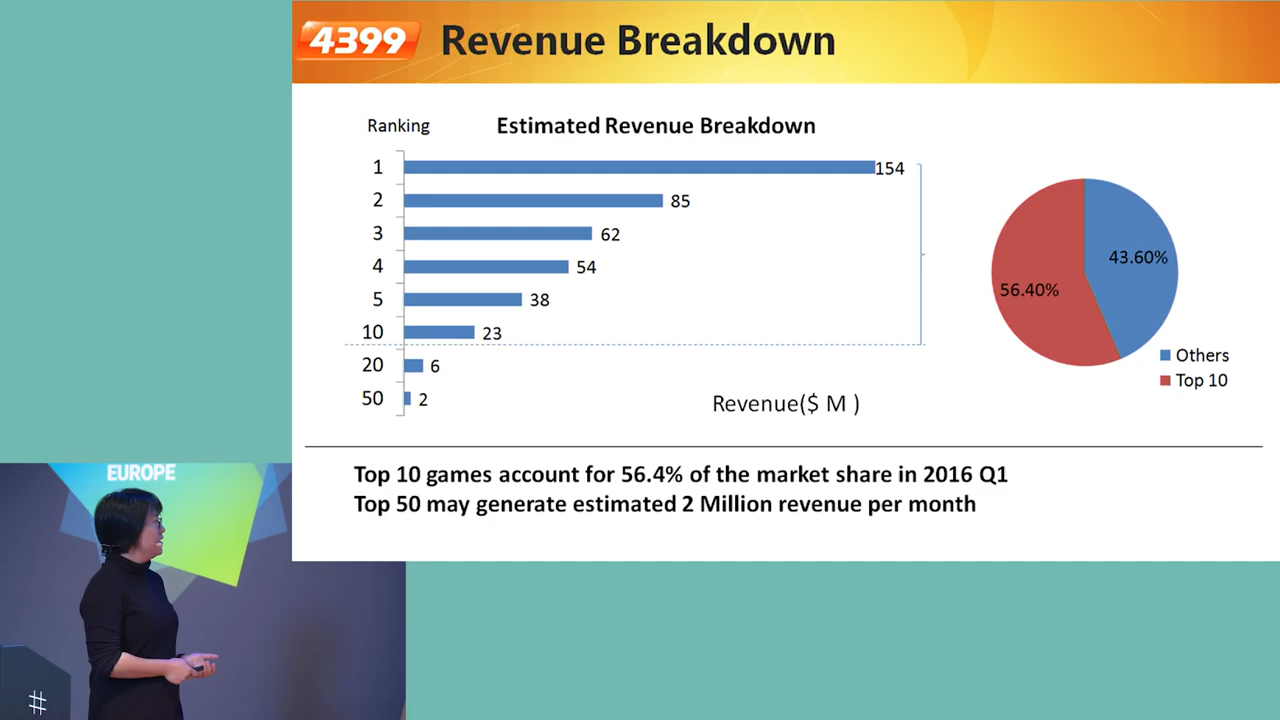 4399 Revenue Breakdown
Ranking Estimated Revenue Breakdown
1 154
2 85
3 62
4 54
5 38
10 23
20 6
50 2
Revenue($ M )
43.60%
56.40%
Others
Top 10
Top 10 games account for 56.4% of the market share in 2016 Q1
Top 50 may generate estimated 2 Million revenue per month
EUROPE
#